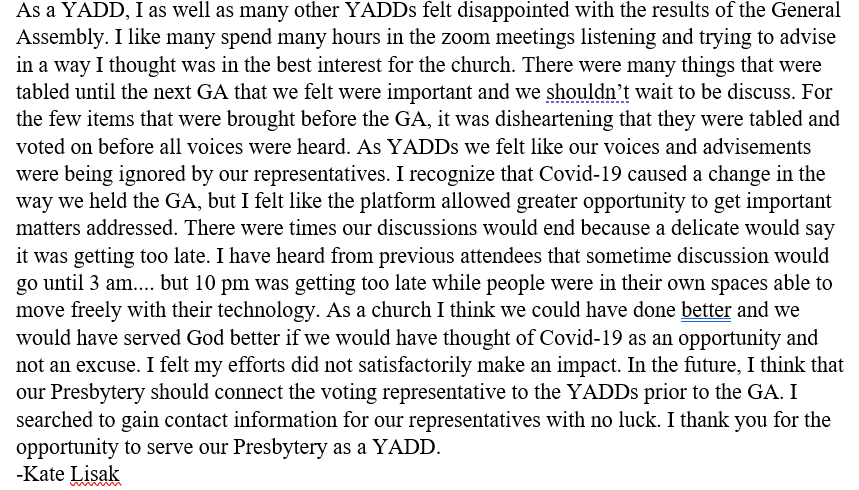 As a YADD, I as well as many other YADDs felt disappointed with the results of the General
Assembly. I like many spend many hours in the zoom meetings listening and trying to advise
in a way I thought was in the best interest for the church. There were many things that were
tabled until the next GA that we felt were important and we shouldn't wait to be discuss. For
the few items that were brought before the GA, it was disheartening that they were tabled and
voted on before all voices were heard. As YADDs we felt like our voices and advisements
were being ignored by our representatives. I recognize that Covid-19 caused a change in the
way we held the GA, but I felt like the platform allowed greater opportunity to get important
matters addressed. There were times our discussions would end because a delicate would say
it was getting too late. I have heard from previous attendees that sometime discussion would
go until 3 am.... but 10 pm was getting too late while people were in their own spaces able to
move freely with their technology. As a church I think we could have done better and we
would have served God better if we would have thought of Covid-19 as an opportunity and
not an excuse. I felt my efforts did not satisfactorily make an impact. In the future, I think that
our Presbytery should connect the voting representative to the YADDs prior to the GA. I
searched to gain contact information for our representatives with no luck. I thank you for the
opportunity to serve our Presbytery as a YADD.
-Kate Lisak